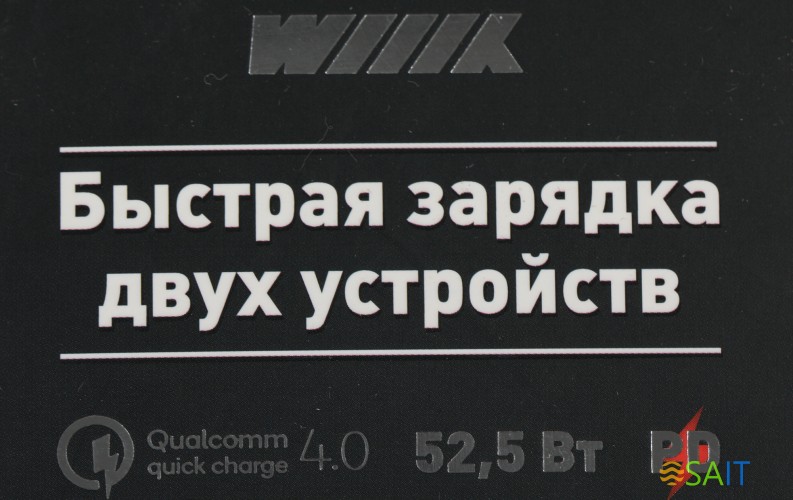 WIIIK
Быстрая зарядка
двух устройств
Qualcomm 4.0 52,5 Вт PD
quick charge
SAIT